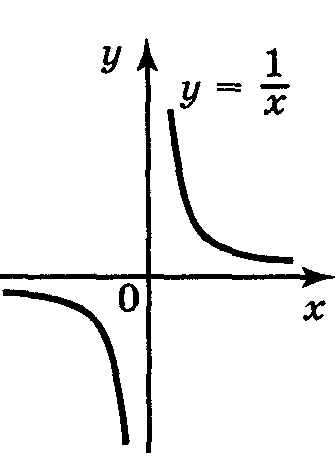 y
y = 1/x
0
x